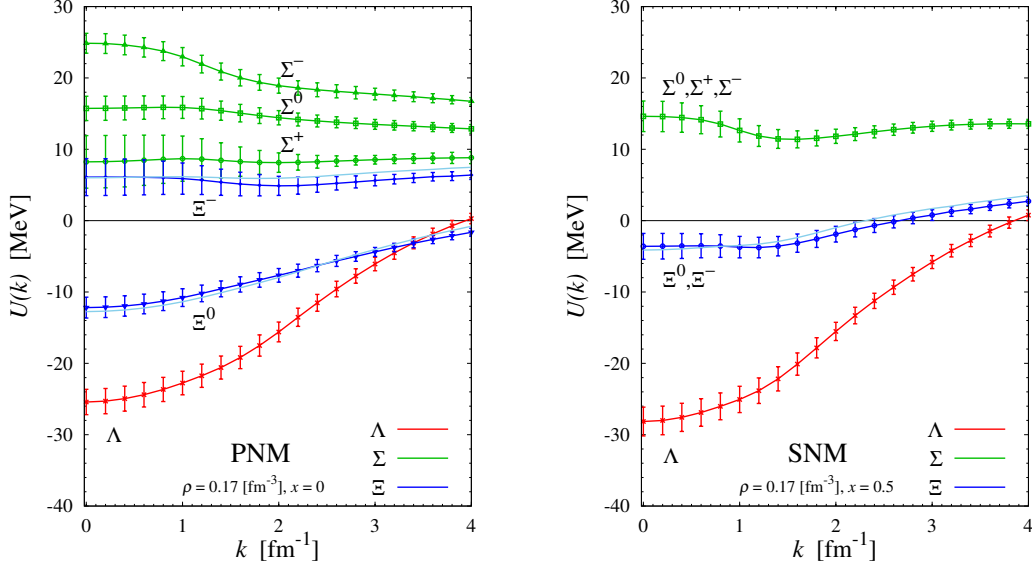 30
20
10
0
-10
-20
-30
-40
U(k) [MeV]
0
1
2
3
4
k [fm⁻¹]
Σ⁻
Σ⁰
Σ⁺
Ξ⁻
Ξ⁰
Λ
PNM
ρ = 0.17 [fm⁻³], x = 0
Λ
Σ
Ξ
30
20
10
0
-10
-20
-30
-40
U(k) [MeV]
0
1
2
3
4
k [fm⁻¹]
Σ⁰,Σ⁺,Σ⁻
Ξ⁰,Ξ⁻
Λ
SNM
ρ = 0.17 [fm⁻³], x = 0.5
Λ
Σ
Ξ